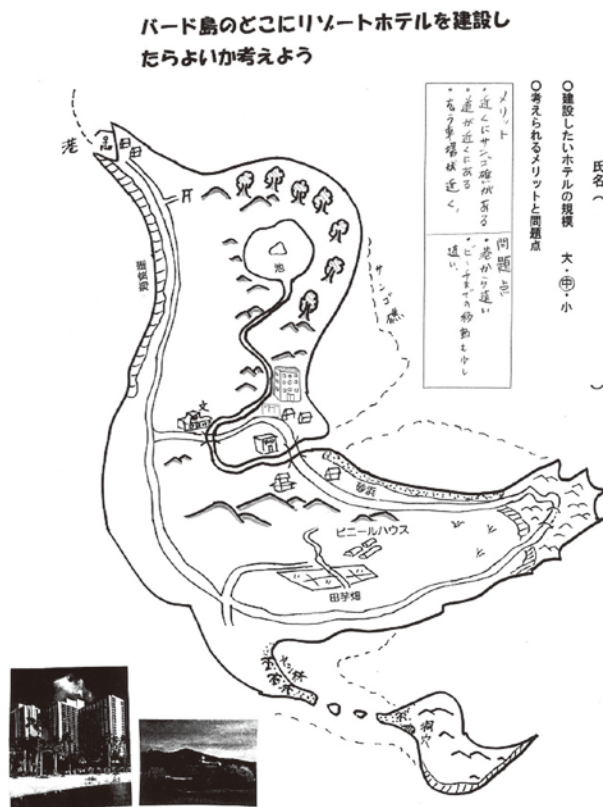 バード島のどこにリゾートホテルを建設し
たらよいか考えよう
氏名（　　　）
○建設したいホテルの規模　大・中・小
○考えられるメリットと問題点
メリット
・近くにサンゴ礁がある
・道が近くにある
問題点
・港から遠い
・ビーチまでの移動も少し
遠い
港
池
サンゴ礁
文
砂浜
ビニールハウス
田芋畑
ヤシ林
洞穴